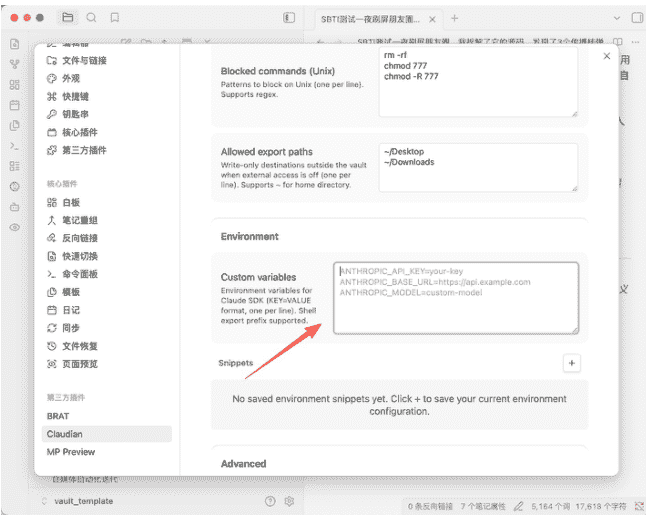 SBTI测试一夜刷屏朋友圈...
文件与链接
外观
快捷键
钥匙串
核心插件
第三方插件
核心插件
白板
笔记重组
反向链接
快速切换
命令面板
模板
日记
同步
文件恢复
页面预览
第三方插件
BRAT
Claudian
MP Preview
vault_template
Blocked commands (Unix)
Patterns to block on Unix (one per line).
Supports regex.
rm -rf
chmod 777
chmod -R 777
Allowed export paths
Write-only destinations outside the vault
when external access is off (one per
line). Supports ~ for home directory.
~/Desktop
~/Downloads
Environment
Custom variables
Environment variables for
Claude SDK (KEY=VALUE
format, one per line). Shell
export prefix supported.
ANTHROPIC_API_KEY=your-key
ANTHROPIC_BASE_URL=https://api.example.com
ANTHROPIC_MODEL=custom-model
Snippets
No saved environment snippets yet. Click + to save your current environment
configuration.
Advanced
用
自
人
义
0 条反向链接
7 个笔记属性
5,164 个词
17,618 个字符